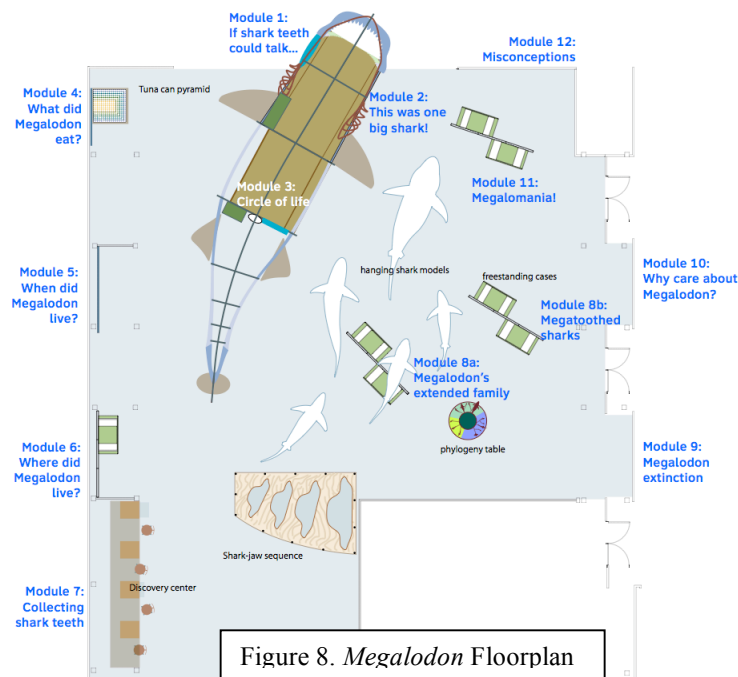 Module 1:
If shark teeth
could talk...
Module 12:
Misconceptions
Tuna can pyramid
Module 4:
What did
Megalodon
eat?
Module 2:
This was one
big shark!
Module 11:
Megalomania!
Module 3:
Circle of life
Module 5:
When did
Megalodon
live?
hanging shark models
freestanding cases
Module 10:
Why care about
Megalodon?
Module 8b:
Megatoothed
sharks
Module 8a:
Megalodon's
extended family
phylogeny table
Module 6:
Where did
Megalodon
live?
Module 9:
Megalodon
extinction
Shark-jaw sequence
Module 7:
Collecting
shark teeth
Discovery center
Figure 8. Megalodon Floorplan